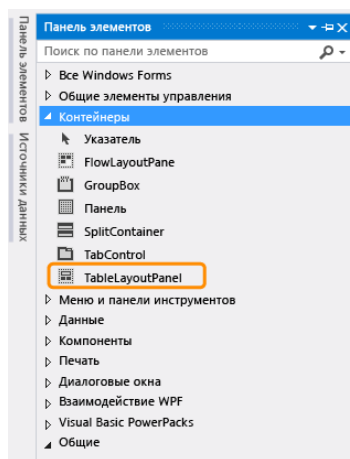 Панель элементов
Источники данных
Панель элементов
Поиск по панели элементов
Все Windows Forms
Общие элементы управления
Контейнеры
Указатель
FlowLayoutPane
GroupBox
Панель
SplitContainer
TabControl
TableLayoutPanel
Меню и панели инструментов
Данные
Компоненты
Печать
Диалоговые окна
Взаимодействие WPF
Visual Basic PowerPacks
Общие